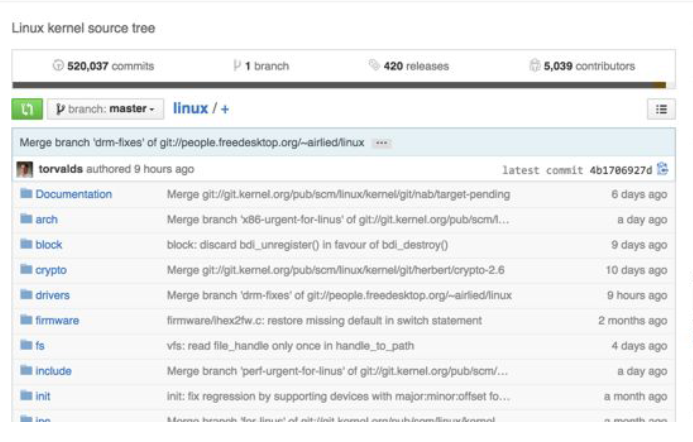 Linux kernel source tree
520,037 commits 1 branch 420 releases 5,039 contributors
branch: master linux / +
Merge branch 'drm-fixes' of git://people.freedesktop.org/~airlied/linux ...
torvalds authored 9 hours ago latest commit 4b1706927d
Documentation Merge git://git.kernel.org/pub/scm/linux/kernel/git/nab/target-pending 6 days ago
arch Merge branch 'x86-urgent-for-linus' of git://git.kernel.org/pub/scm/l... a day ago
block block: discard bdi_unregister() in favour of bdi_destroy() 9 days ago
crypto Merge git://git.kernel.org/pub/scm/linux/kernel/git/herbert/crypto-2.6 10 days ago
drivers Merge branch 'drm-fixes' of git://people.freedesktop.org/~airlied/linux 9 hours ago
firmware firmware/ihex2fw.c: restore missing default in switch statement 2 months ago
fs vfs: read file_handle only once in handle_to_path 4 days ago
include Merge branch 'perf-urgent-for-linus' of git://git.kernel.org/pub/scm/... a day ago
init init: fix regression by supporting devices with major:minor:offset fo... a month ago
ipc Merge branch 'for-linus' of git://git.kernel.org/pub/scm/linux/kernel... a month ago